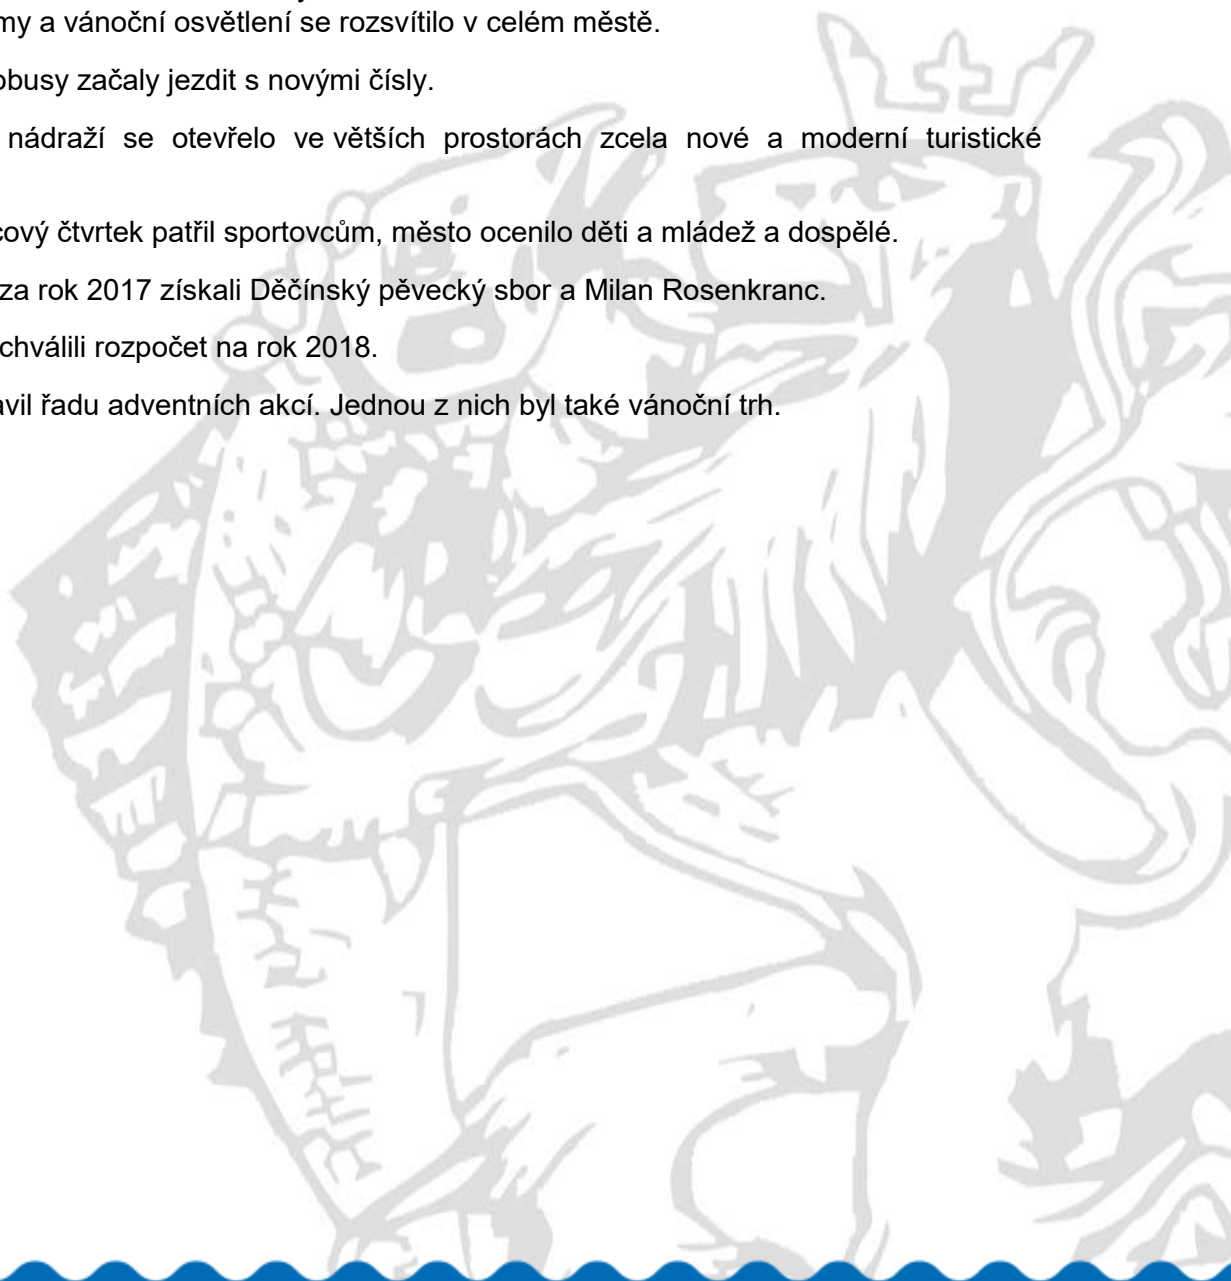 my a vánoční osvětlení se rozsvítilo v celém městě.
obusy začaly jezdit s novými čísly.
nádraží se otevřelo ve větších prostorách zcela nové a moderní turistické
cový čtvrtek patřil sportovcům, město ocenilo děti a mládež a dospělé.
za rok 2017 získali Děčínský pěvecký sbor a Milan Rosenkranc.
chválili rozpočet na rok 2018.
avil řadu adventních akcí. Jednou z nich byl také vánoční trh.